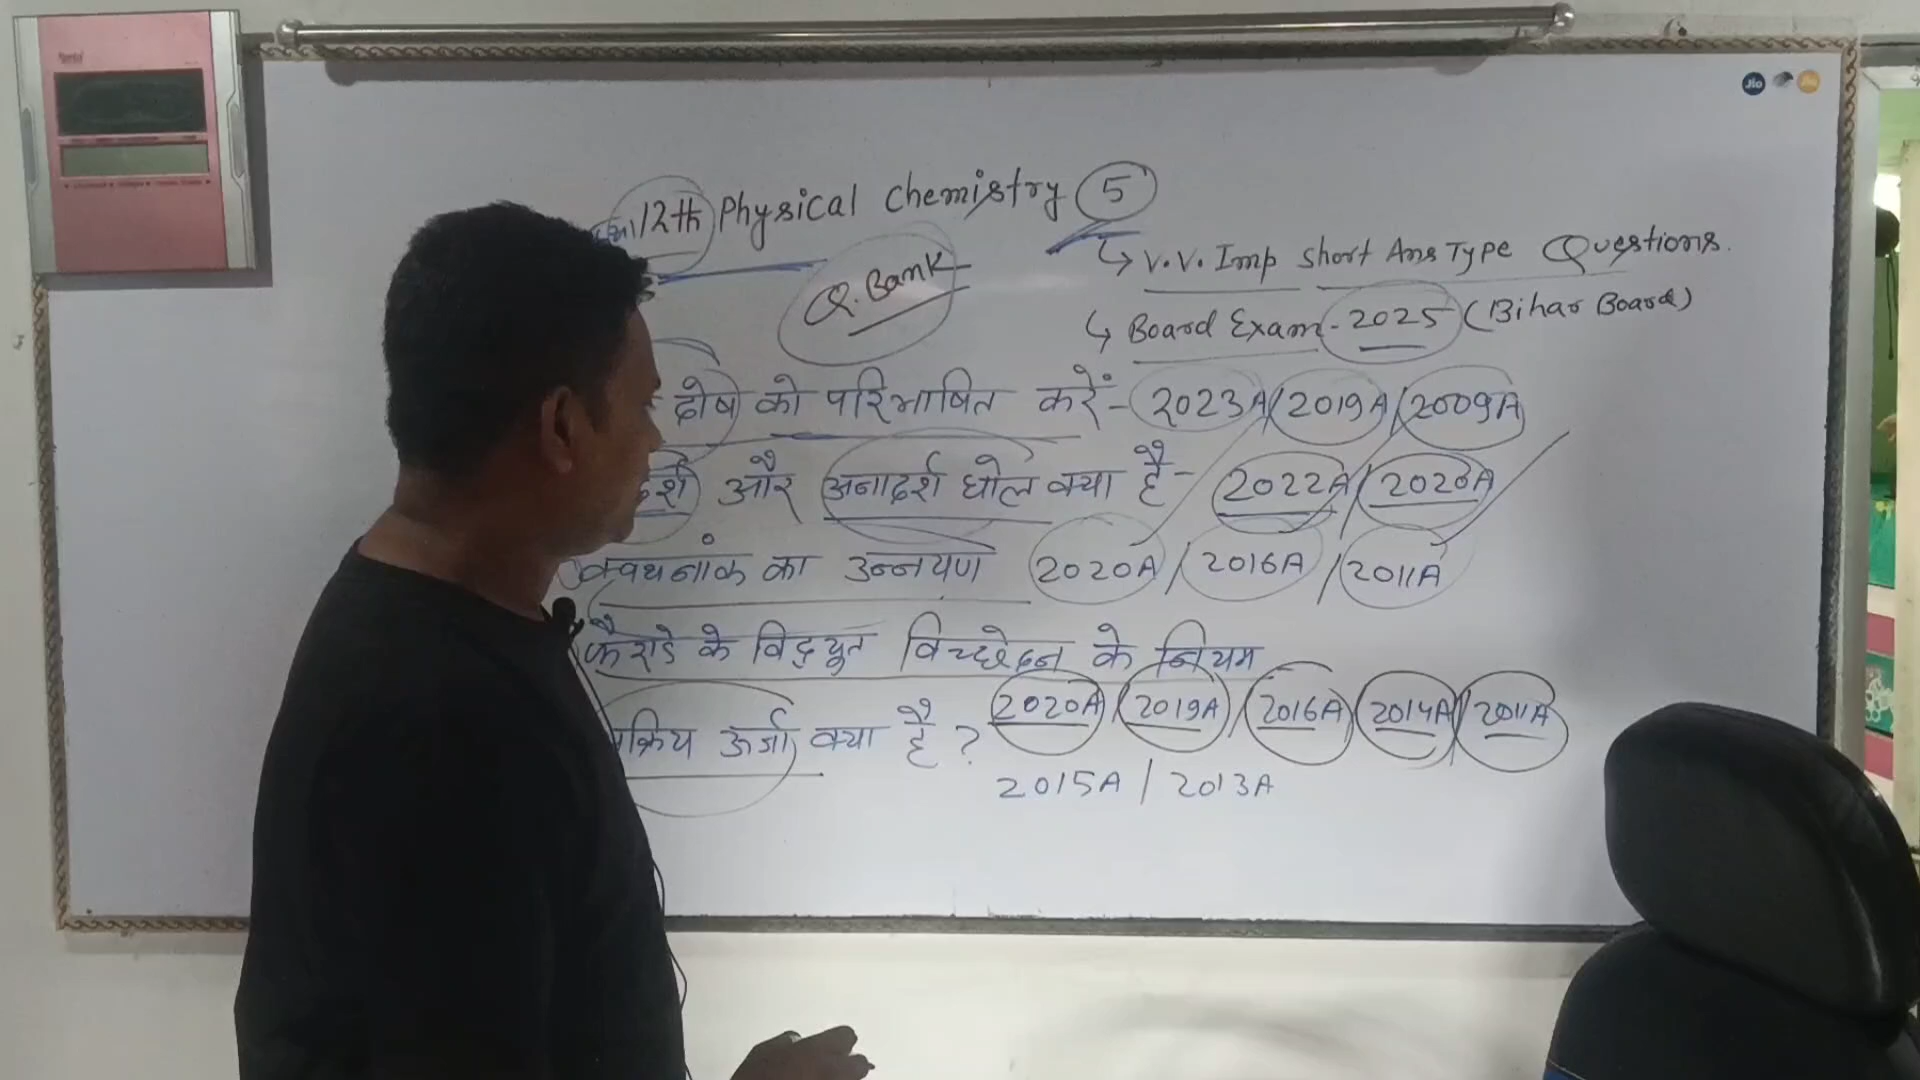 12th Physical Chemistry 5
Q. Bank
↳ V.V. Imp Short Ans Type Questions.
↳ Board Exam - 2025 (Bihar Board)
दोष को परिभाषित करें - 2023A / 2019A / 2009A
और अनादर्श घोल क्या है - 2022A / 2020A
क्वथनांक का उन्नयण 2020A / 2016A / 2011A
फैराडे के विद्युत विच्छेदन के नियम
2020A / 2019A / 2016A / 2014A / 2011A
ऊर्जा क्या है ?
2015A / 2013A
Jio